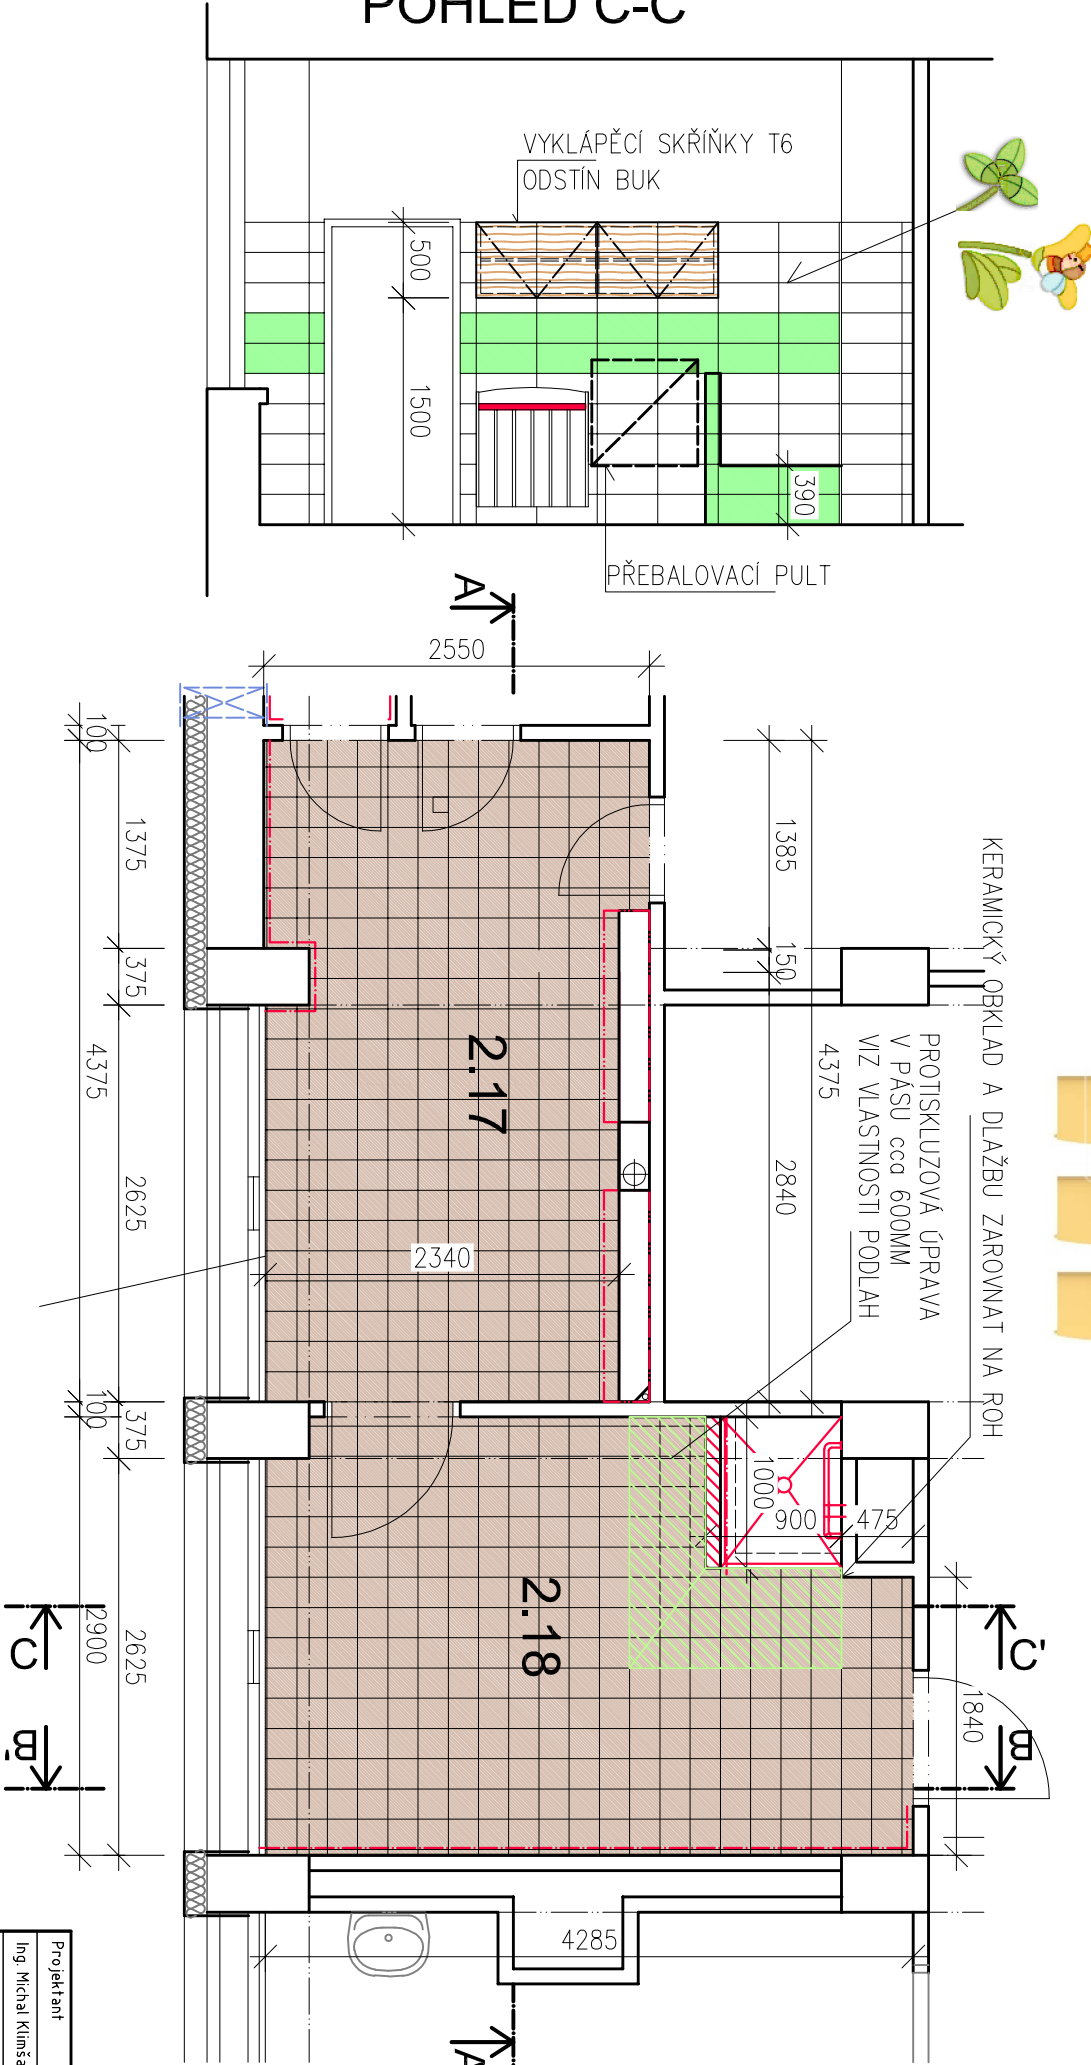 POHLED C-C'
VYKLÁPĚCÍ SKŘÍŇKY T6
ODSTÍN BUK
500
1500
390
PŘEBALOVACÍ PULT
A
2550
100
1375
375
4375
2625
100
375
2900
2625
1385
150
4375
2840
KERAMICKÝ OBKLAD A DLAŽBU ZAROVNAT NA ROH
PROTISKLUZOVÁ ÚPRAVA
V PÁSU cca 600MM
VIZ VLASTNOSTI PODLAH
2.17
2340
1000
900
475
2.18
C
C'
1840
B'
B
4285
A'
Projektant
Ing. Michal Klimša